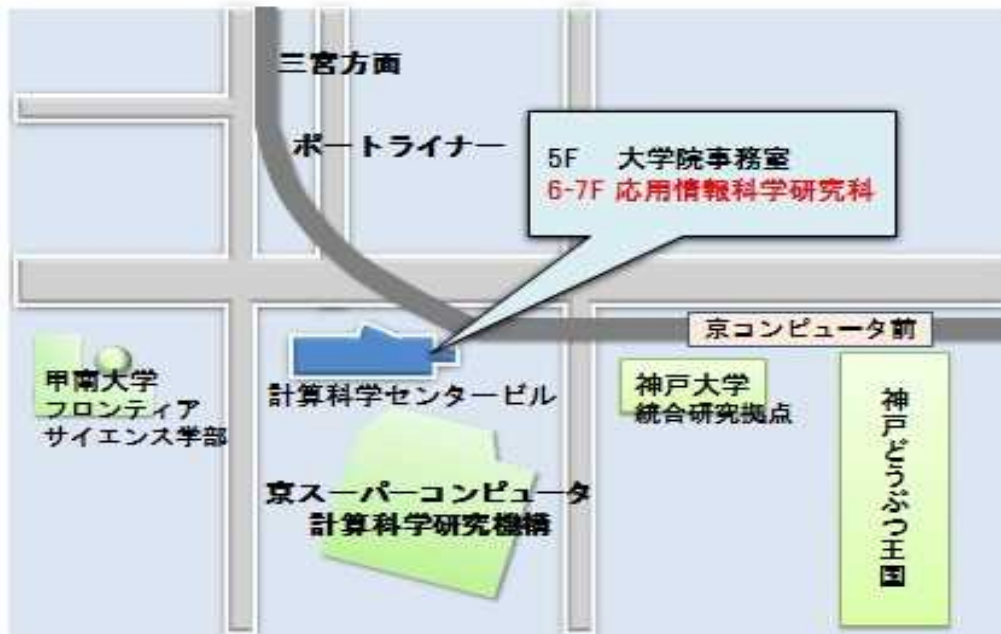 三宮方面
ポートライナー
5F 大学院事務室
6-7F 応用情報科学研究科
京コンピュータ前
甲南大学
フロンティア
サイエンス学部
計算科学センタービル
神戸大学
統合研究拠点
神戸どうぶつ王国
京スーパーコンピュータ
計算科学研究機構